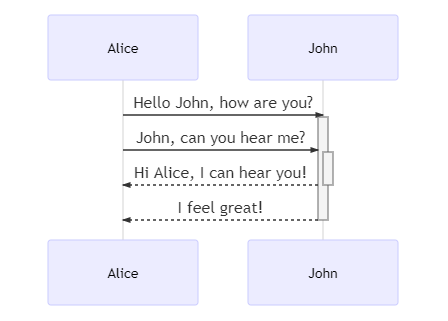 Alice
John
Hello John, how are you?
John, can you hear me?
Hi Alice, I can hear you!
I feel great!
Alice
John